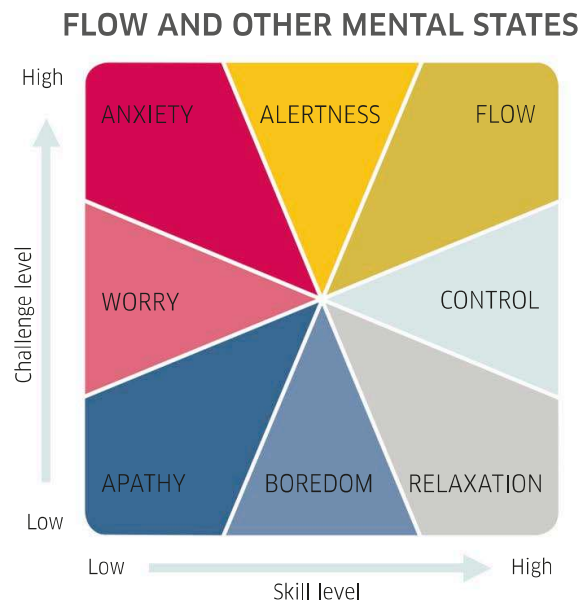 FLOW AND OTHER MENTAL STATES
High
ANXIETY
ALERTNESS
FLOW
Challenge level
WORRY
CONTROL
APATHY
BOREDOM
RELAXATION
Low
Low
High
Skill level